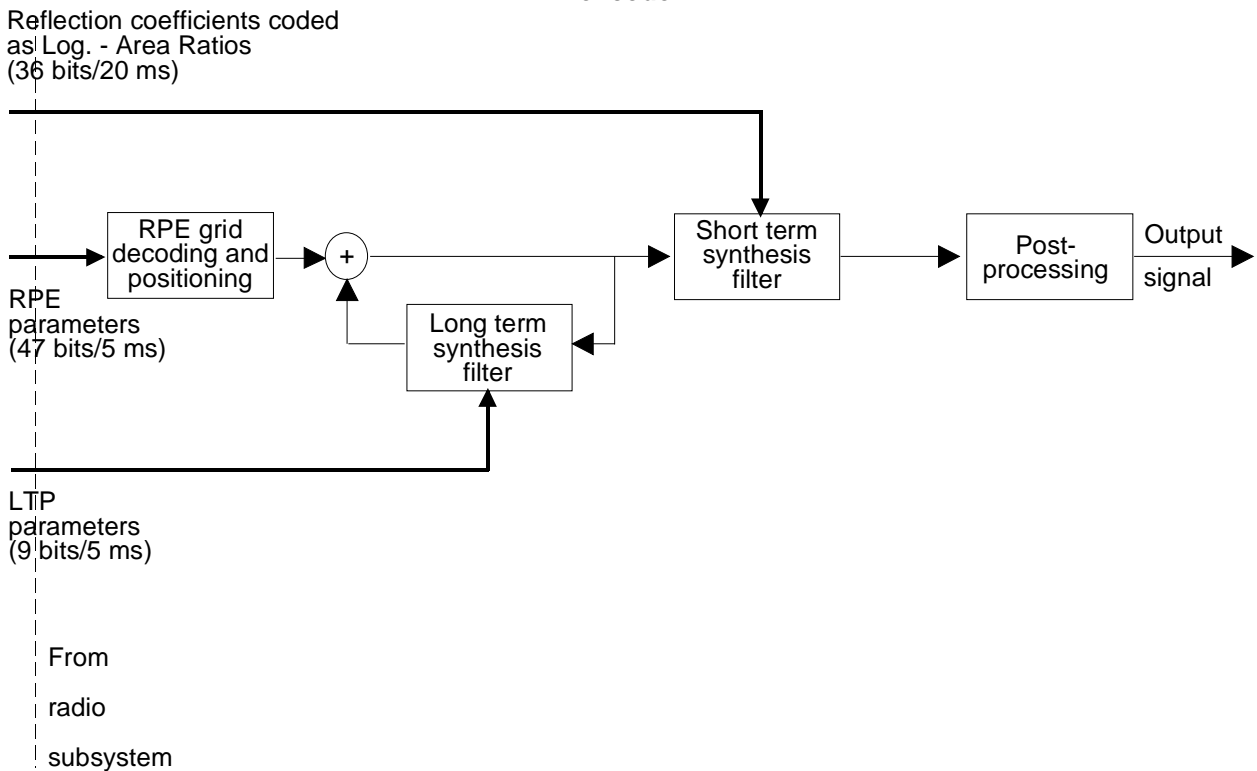 Reflection coefficients coded
as Log. - Area Ratios
(36 bits/20 ms)
RPE grid
decoding and
positioning
+
Short term
synthesis
filter
Post-
processing
Output
signal
RPE
parameters
(47 bits/5 ms)
Long term
synthesis
filter
LTP
parameters
(9 bits/5 ms)
From
radio
subsystem